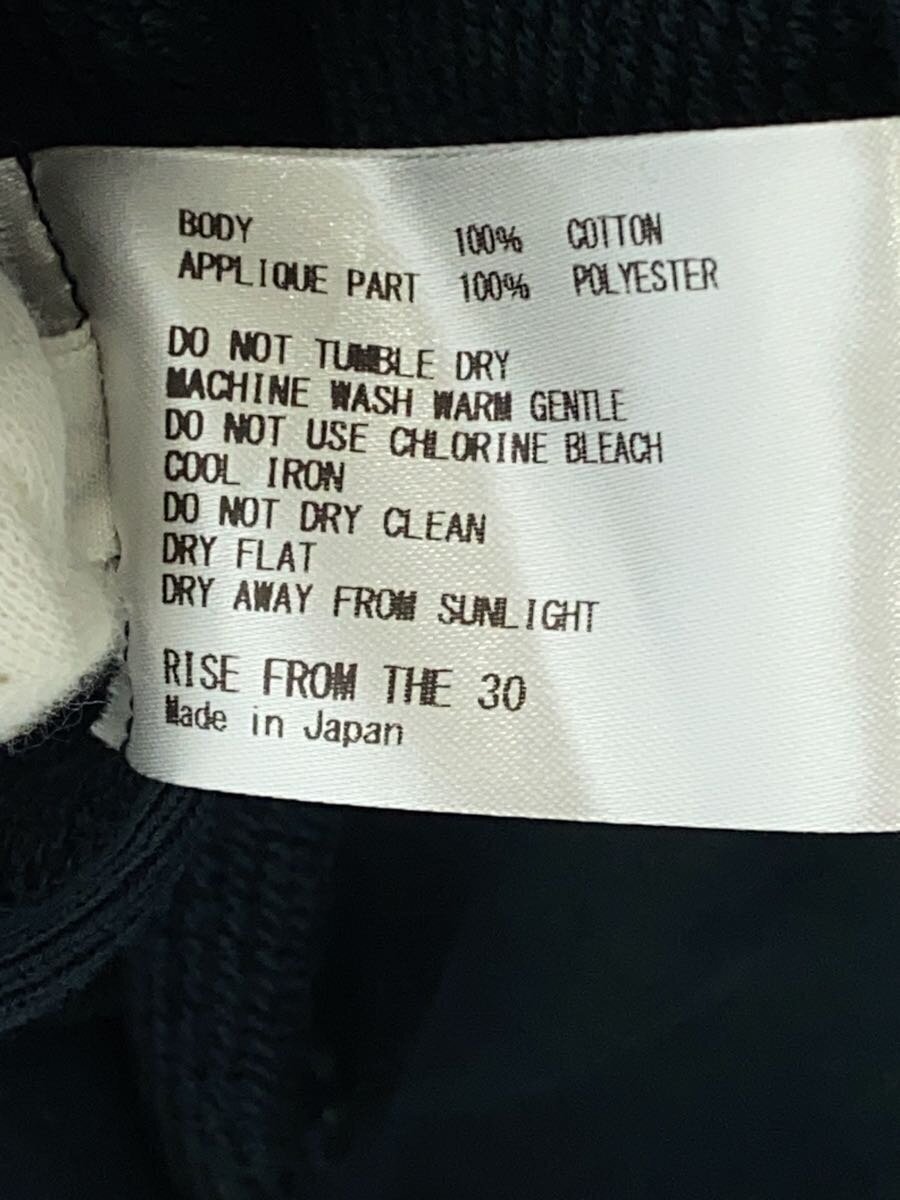 BODY 100% COTTON
APPLIQUE PART 100% POLYESTER
DO NOT TUMBLE DRY
MACHINE WASH WARM GENTLE
DO NOT USE CHLORINE BLEACH
COOL IRON
DO NOT DRY CLEAN
DRY FLAT
DRY AWAY FROM SUNLIGHT
RISE FROM THE 30
Made in Japan